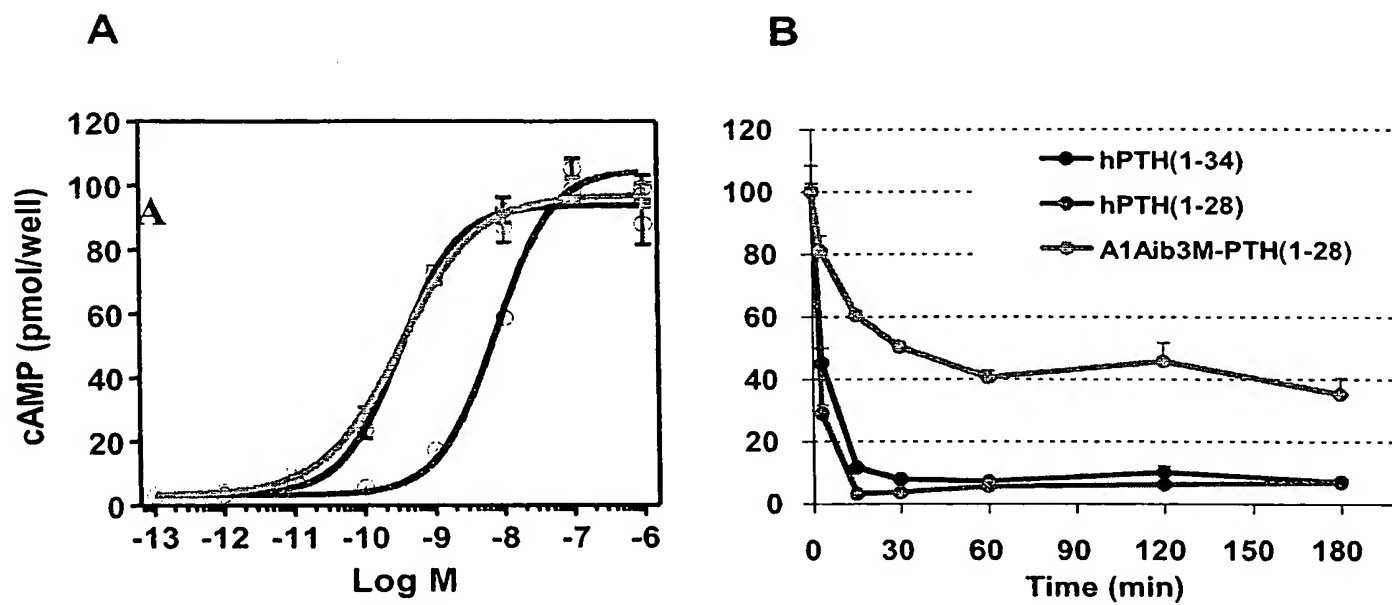 A
B
120
100
80
60
40
20
0
A
cAMP (pmol/well)
-13 -12 -11 -10 -9 -8 -7 -6
Log M
120
100
80
60
40
20
0
hPTH(1-34)
hPTH(1-28)
A1Aib3M-PTH(1-28)
0 30 60 90 120 150 180
Time (min)